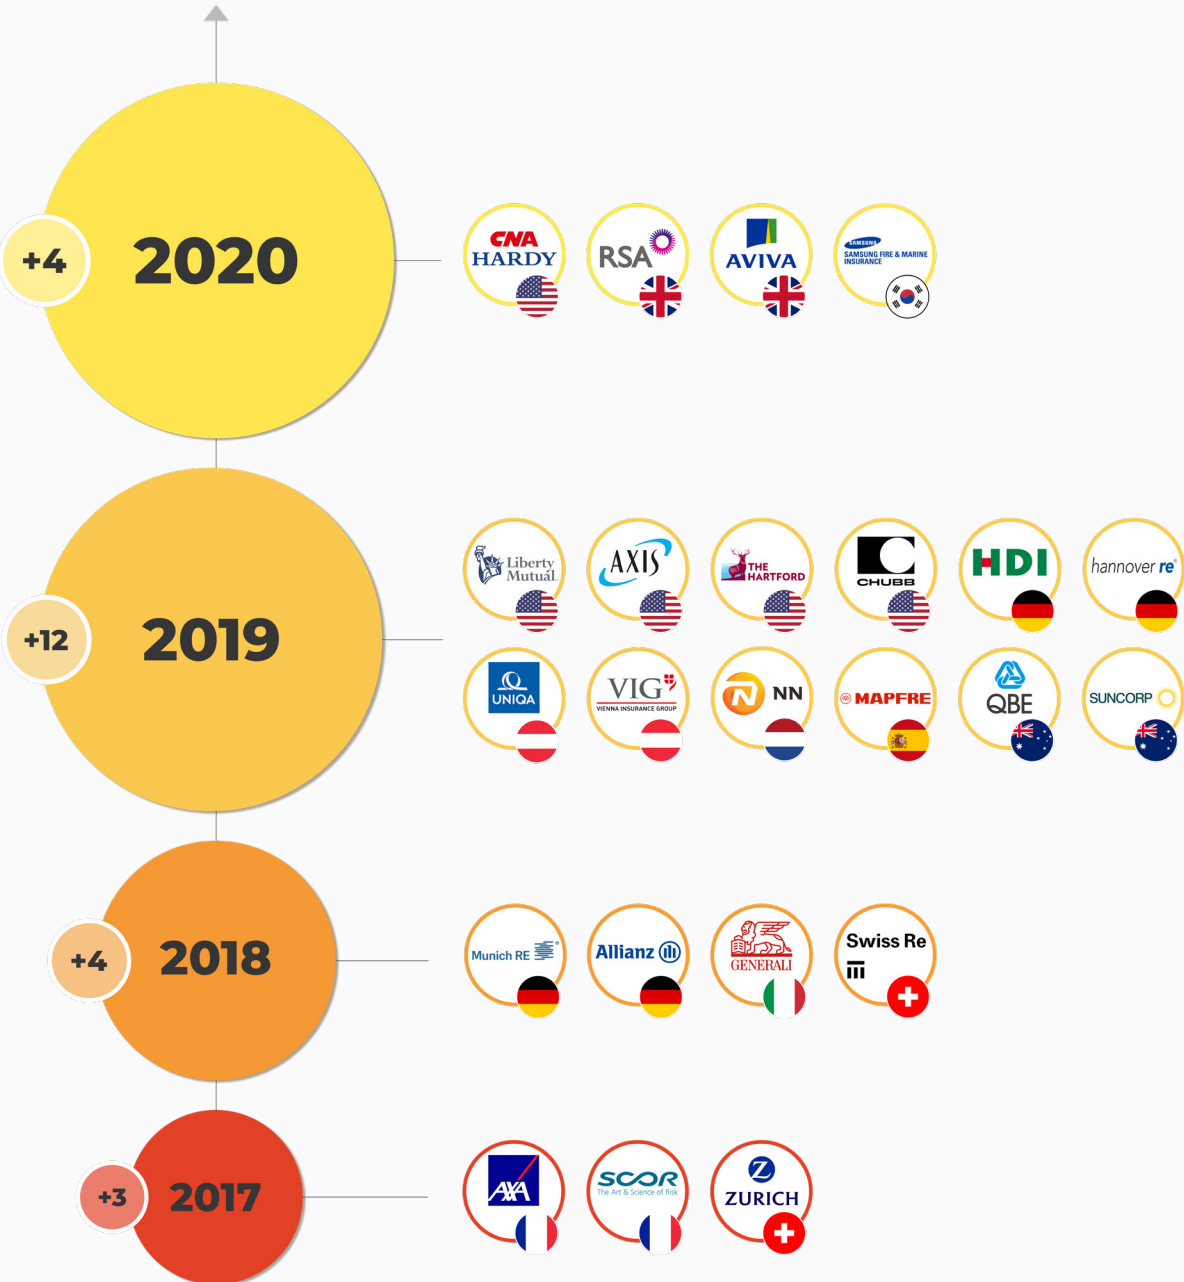 +4
2020
CNA
HARDY
RSA
AVIVA
SAMSUNG
SAMSUNG FIRE & MARINE
INSURANCE
+12
2019
Liberty
Mutual.
AXIS
THE
HARTFORD
CHUBB
HDI
hannover re®
UNIQA
VIG
VIENNA INSURANCE GROUP
N NN
MAPFRE
QBE
SUNCORP
+4
2018
Munich RE
Allianz
GENERALI
Swiss Re
+3
2017
AXA
SCOR
The Art & Science of Risk
Z
ZURICH